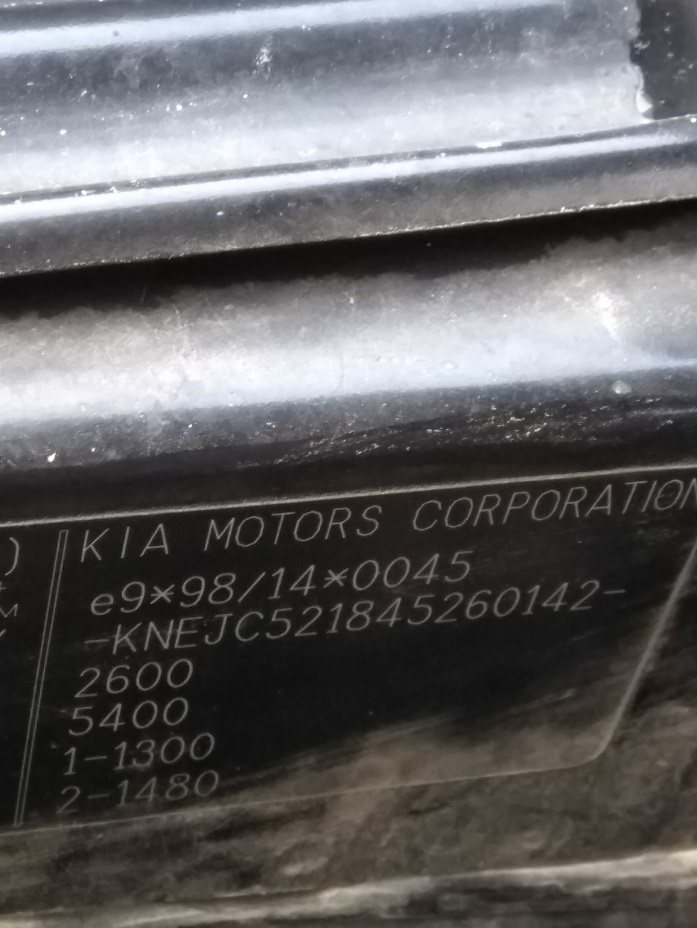 KIA MOTORS CORPORATION
e9*98/14*0045
-KNEJC521845260142-
2600
5400
1-1300
2-1480